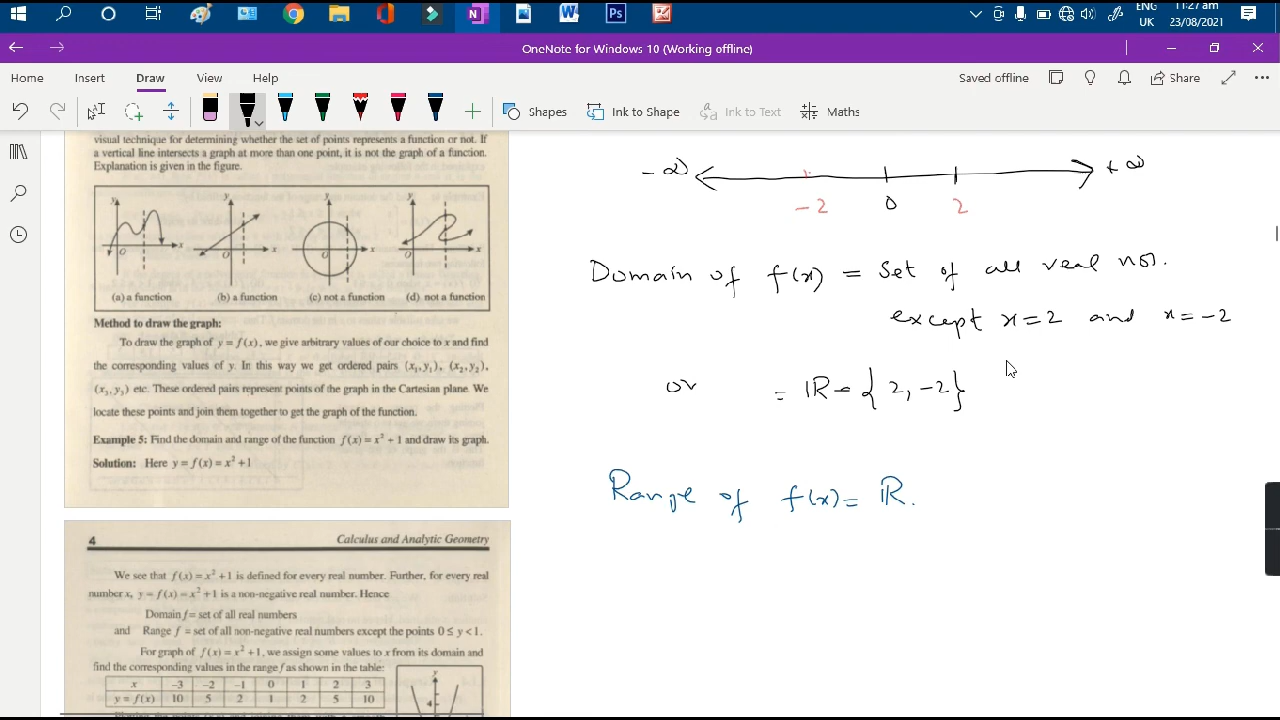 11:27 am
ENG
UK
23/08/2021
OneNote for Windows 10 (Working offline)
Home Insert Draw View Help
Saved offline
Share
Shapes Ink to Shape Ink to Text Maths
visual technique for determining whether the set of points represents a function or not. If
a vertical line intersects a graph at more than one point, it is not the graph of a function.
Explanation is given in the figure.
y y y y
x x x x
O O O O
(a) a function (b) a function (c) not a function (d) not a function
Method to draw the graph:
To draw the graph of y = f(x), we give arbitrary values of our choice to x and find
the corresponding values of y. In this way we get ordered pairs (x₁,y₁), (x₂,y₂),
(x₃,y₃) etc. These ordered pairs represent points of the graph in the Cartesian plane. We
locate these points and join them together to get the graph of the function.
Example 5: Find the domain and range of the function f(x) = x² + 1 and draw its graph.
Solution: Here y = f(x) = x² + 1
4 Calculus and Analytic Geometry
We see that f(x) = x² + 1 is defined for every real number. Further, for every real
number x, y = f(x) = x² + 1 is a non-negative real number. Hence
Domain f = set of all real numbers
and Range f = set of all non-negative real numbers except the points 0 ≤ y < 1.
For graph of f(x) = x² + 1, we assign some values to x from its domain and
find the corresponding values in the range f as shown in the table:
x -3 -2 -1 0 1 2 3
y = f(x) 10 5 2 1 2 5 10
y
4
-∞ +∞
-2 0 2
Domain of f(x) = Set of all real nos.
except x=2 and x=-2
or = ℝ - {2, -2}
Range of f(x) = ℝ.